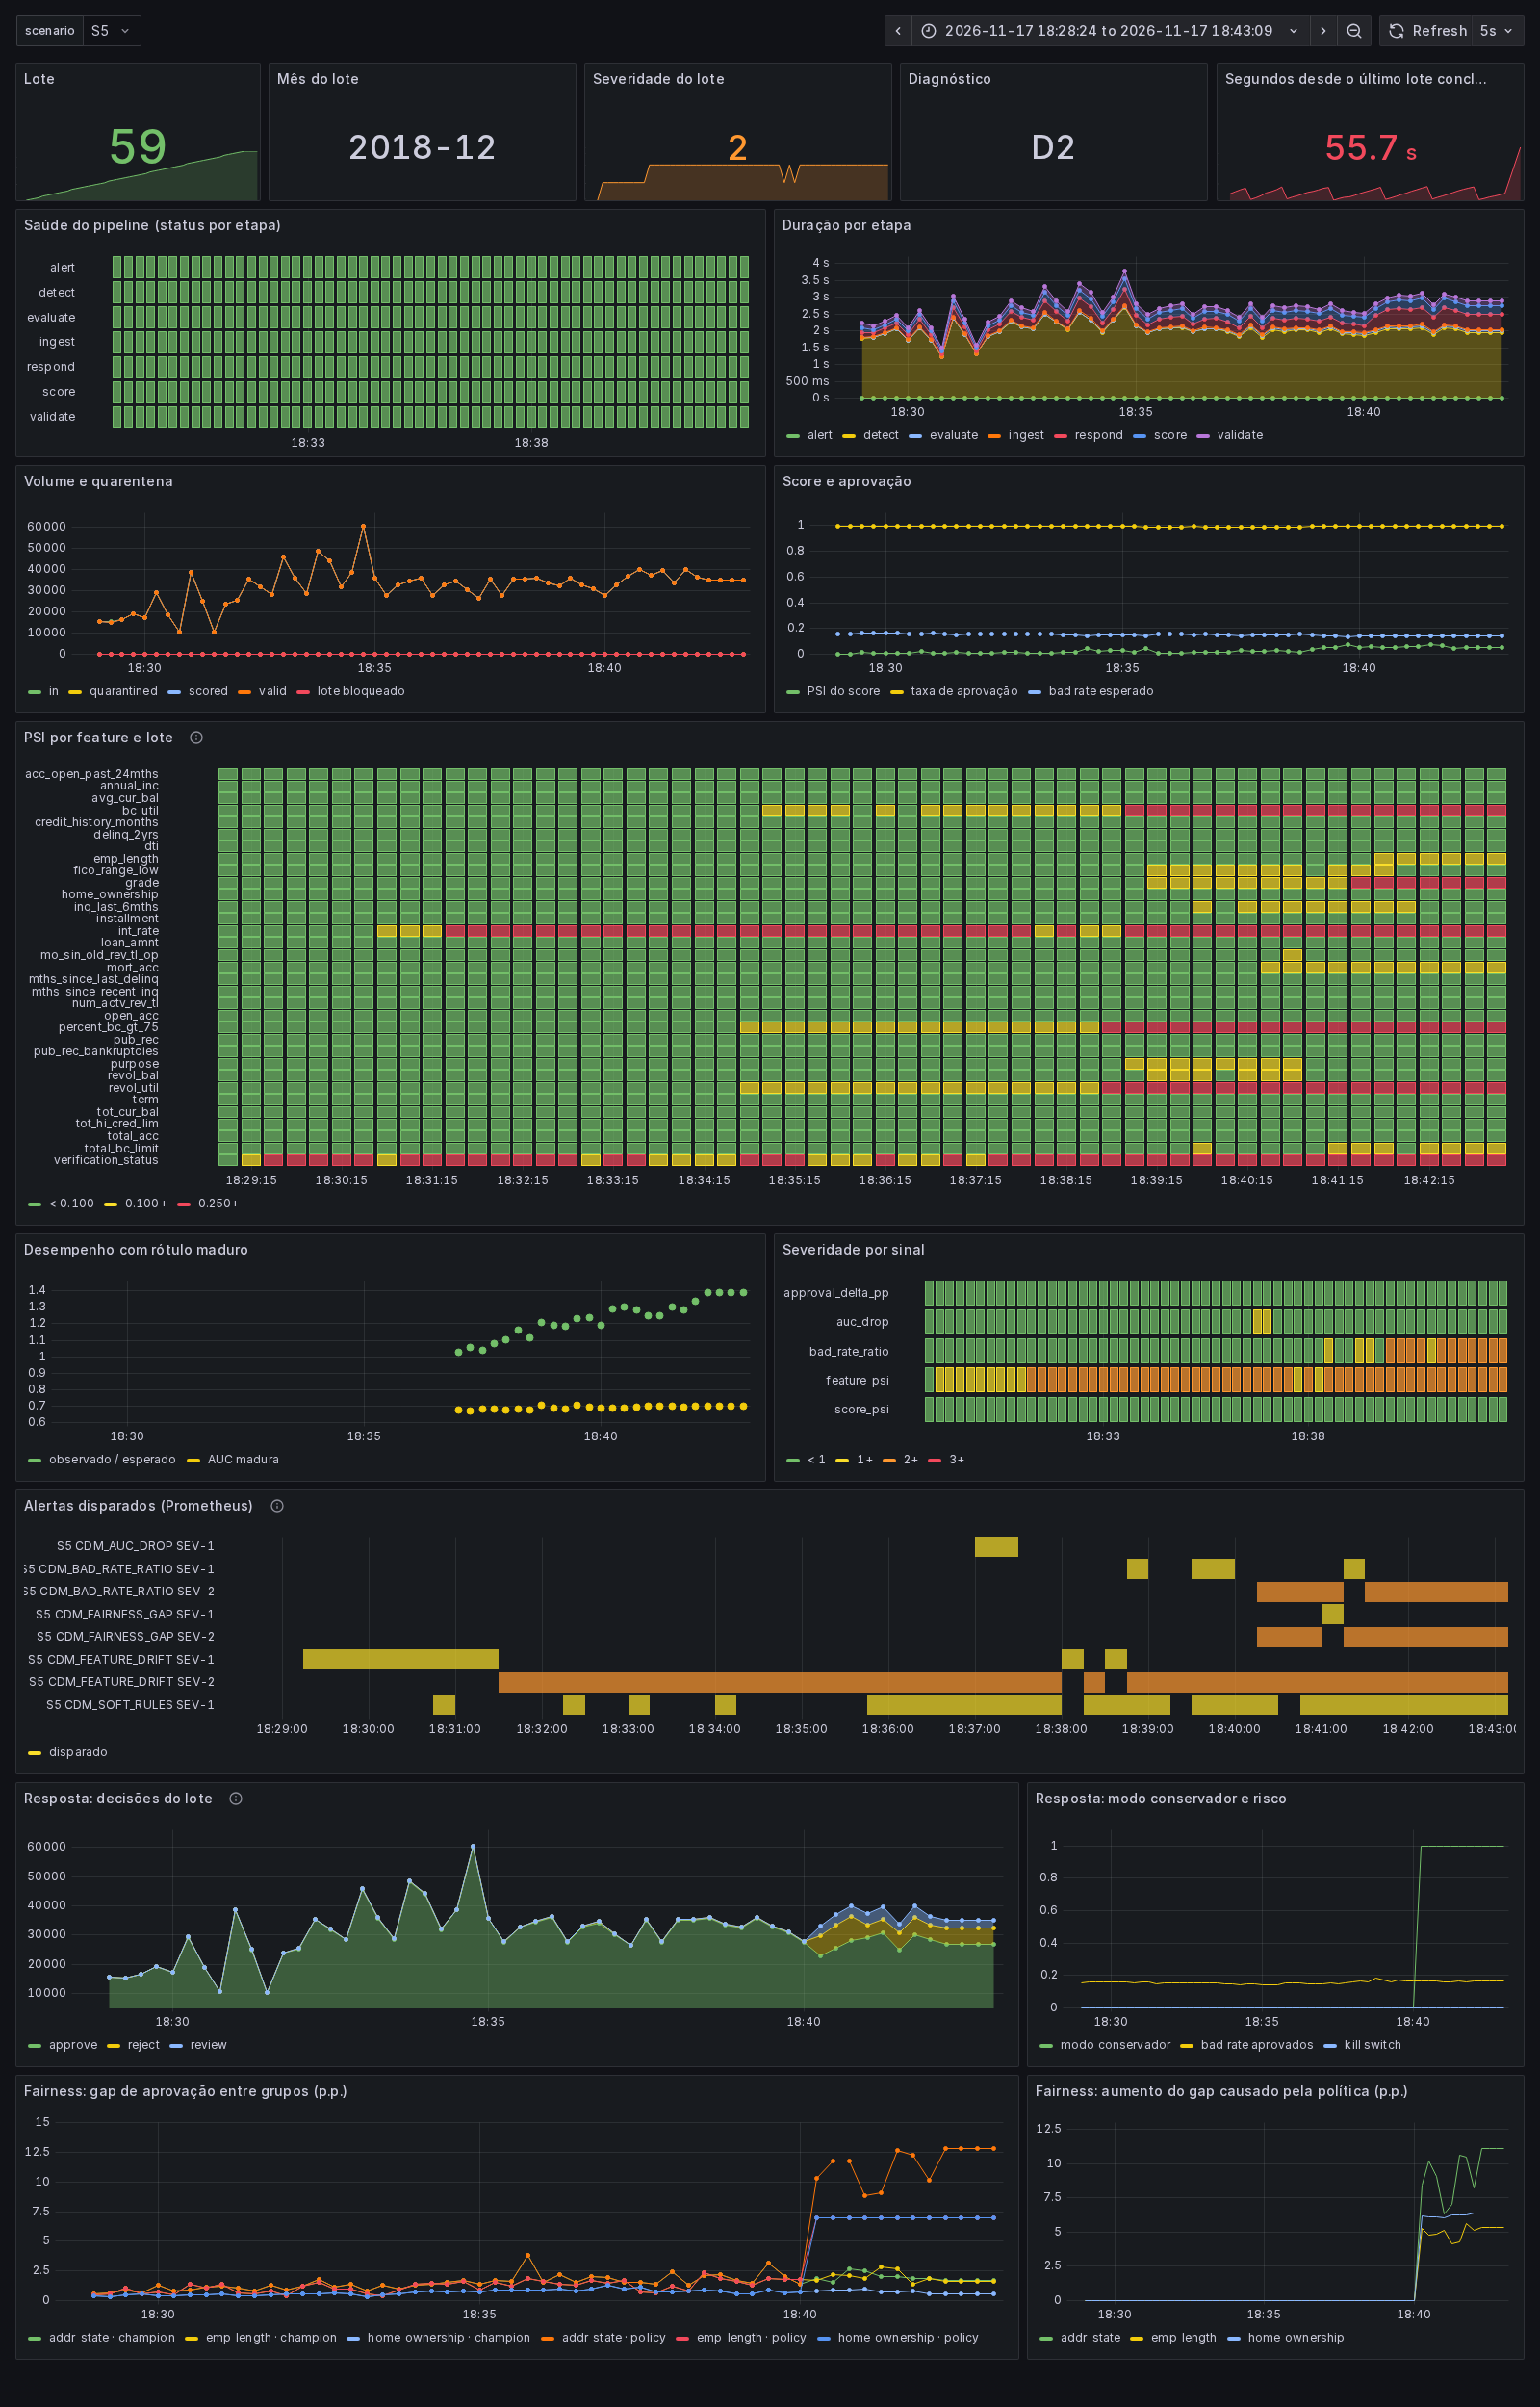 scenario S5
2026-11-17 18:28:24 to 2026-11-17 18:43:09 Refresh 5s
Lote
59
Mês do lote
2018-12
Severidade do lote
2
Diagnóstico
D2
Segundos desde o último lote concl...
55.7 s
Saúde do pipeline (status por etapa)
alert
detect
evaluate
ingest
respond
score
validate
18:33 18:38
Duração por etapa
4 s
3.5 s
3 s
2.5 s
2 s
1.5 s
1 s
500 ms
0 s
18:30 18:35 18:40
alert detect evaluate ingest respond score validate
Volume e quarentena
60000
50000
40000
30000
20000
10000
0
18:30 18:35 18:40
in quarantined scored valid lote bloqueado
Score e aprovação
1
0.8
0.6
0.4
0.2
0
18:30 18:35 18:40
PSI do score taxa de aprovação bad rate esperado
PSI por feature e lote
acc_open_past_24mths
annual_inc
avg_cur_bal
bc_util
credit_history_months
delinq_2yrs
dti
emp_length
fico_range_low
grade
home_ownership
inq_last_6mths
installment
int_rate
loan_amnt
mo_sin_old_rev_tl_op
mort_acc
mths_since_last_delinq
mths_since_recent_inq
num_actv_rev_tl
open_acc
percent_bc_gt_75
pub_rec
pub_rec_bankruptcies
purpose
revol_bal
revol_util
term
tot_cur_bal
tot_hi_cred_lim
total_acc
total_bc_limit
verification_status
18:29:15 18:30:15 18:31:15 18:32:15 18:33:15 18:34:15 18:35:15 18:36:15 18:37:15 18:38:15 18:39:15 18:40:15 18:41:15 18:42:15
< 0.100 0.100+ 0.250+
Desempenho com rótulo maduro
1.4
1.3
1.2
1.1
1
0.9
0.8
0.7
0.6
18:30 18:35 18:40
observado / esperado AUC madura
Severidade por sinal
approval_delta_pp
auc_drop
bad_rate_ratio
feature_psi
score_psi
18:33 18:38
< 1 1+ 2+ 3+
Alertas disparados (Prometheus)
S5 CDM_AUC_DROP SEV-1
S5 CDM_BAD_RATE_RATIO SEV-1
S5 CDM_BAD_RATE_RATIO SEV-2
S5 CDM_FAIRNESS_GAP SEV-1
S5 CDM_FAIRNESS_GAP SEV-2
S5 CDM_FEATURE_DRIFT SEV-1
S5 CDM_FEATURE_DRIFT SEV-2
S5 CDM_SOFT_RULES SEV-1
18:29:00 18:30:00 18:31:00 18:32:00 18:33:00 18:34:00 18:35:00 18:36:00 18:37:00 18:38:00 18:39:00 18:40:00 18:41:00 18:42:00 18:43:00
disparado
Resposta: decisões do lote
60000
50000
40000
30000
20000
10000
18:30 18:35 18:40
approve reject review
Resposta: modo conservador e risco
1
0.8
0.6
0.4
0.2
0
18:30 18:35 18:40
modo conservador bad rate aprovados kill switch
Fairness: gap de aprovação entre grupos (p.p.)
15
12.5
10
7.5
5
2.5
0
18:30 18:35 18:40
addr_state · champion emp_length · champion home_ownership · champion addr_state · policy emp_length · policy home_ownership · policy
Fairness: aumento do gap causado pela política (p.p.)
12.5
10
7.5
5
2.5
0
18:30 18:35 18:40
addr_state emp_length home_ownership